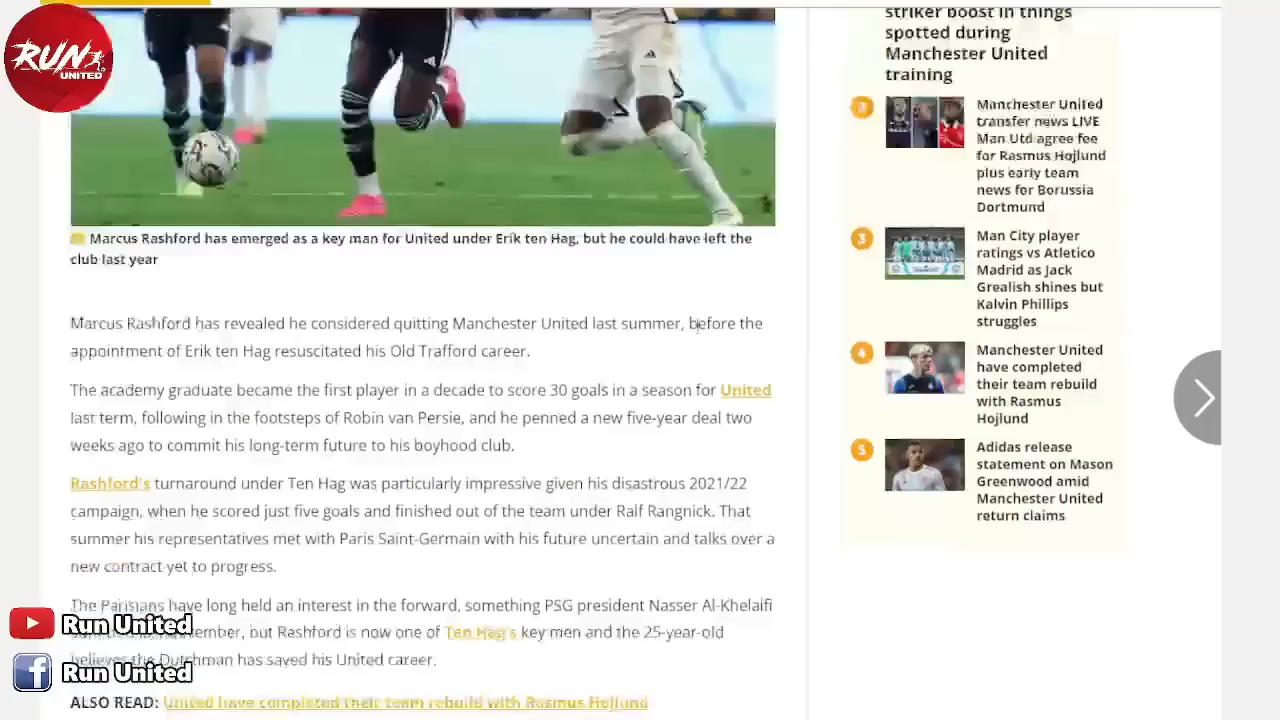 RUN
UNITED
Marcus Rashford has emerged as a key man for United under Erik ten Hag, but he could have left the
club last year
Marcus Rashford has revealed he considered quitting Manchester United last summer, before the
appointment of Erik ten Hag resuscitated his Old Trafford career.
The academy graduate became the first player in a decade to score 30 goals in a season for United
last term, following in the footsteps of Robin van Persie, and he penned a new five-year deal two
weeks ago to commit his long-term future to his boyhood club.
Rashford's turnaround under Ten Hag was particularly impressive given his disastrous 2021/22
campaign, when he scored just five goals and finished out of the team under Ralf Rangnick. That
summer his representatives met with Paris Saint-Germain with his future uncertain and talks over a
new contract yet to progress.
The Parisians have long held an interest in the forward, something PSG president Nasser Al-Khelaifi
but Rashford is now one of Ten Hag's key men and the 25-year-old
believes the Dutchman has saved his United career.
ALSO READ: United have completed their team rebuild with Rasmus Hojlund
Run United
Run United
striker boost in things
spotted during
Manchester United
training
Manchester United
transfer news LIVE
Man Utd agree fee
for Rasmus Hojlund
plus early team
news for Borussia
Dortmund
3
Man City player
ratings vs Atletico
Madrid as Jack
Grealish shines but
Kalvin Phillips
struggles
4
Manchester United
have completed
their team rebuild
with Rasmus
Hojlund
5
Adidas release
statement on Mason
Greenwood amid
Manchester United
return claims